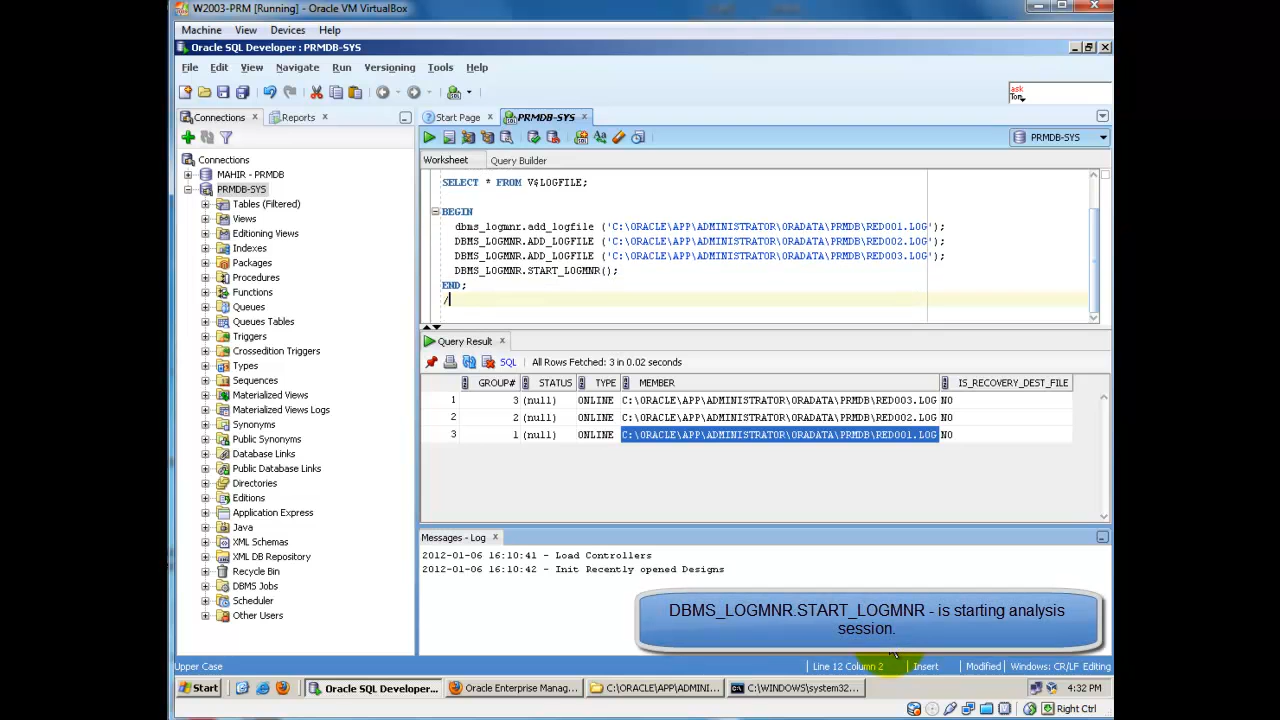 W2003-PRM [Running] - Oracle VM VirtualBox
Machine View Devices Help
Oracle SQL Developer : PRMDB-SYS
File Edit View Navigate Run Versioning Tools Help
ask
Tom
Connections Reports
Start Page PRMDB-SYS
PRMDB-SYS
Worksheet Query Builder
Connections
MAHIR - PRMDB
PRMDB-SYS
Tables (Filtered)
Views
Editioning Views
Indexes
Packages
Procedures
Functions
Queues
Queues Tables
Triggers
Crossedition Triggers
Types
Sequences
Materialized Views
Materialized Views Logs
Synonyms
Public Synonyms
Database Links
Public Database Links
Directories
Editions
Application Express
Java
XML Schemas
XML DB Repository
Recycle Bin
DBMS Jobs
Scheduler
Other Users
SELECT * FROM V$LOGFILE;
BEGIN
dbms_logmnr.add_logfile ('C:\ORACLE\APP\ADMINISTRATOR\ORADATA\PRMDB\REDO01.LOG');
DBMS_LOGMNR.ADD_LOGFILE ('C:\ORACLE\APP\ADMINISTRATOR\ORADATA\PRMDB\REDO02.LOG');
DBMS_LOGMNR.ADD_LOGFILE ('C:\ORACLE\APP\ADMINISTRATOR\ORADATA\PRMDB\REDO03.LOG');
DBMS_LOGMNR.START_LOGMNR();
END;
/
Query Result
SQL All Rows Fetched: 3 in 0.02 seconds
GROUP# STATUS TYPE MEMBER IS_RECOVERY_DEST_FILE
1 3 (null) ONLINE C:\ORACLE\APP\ADMINISTRATOR\ORADATA\PRMDB\REDO03.LOG NO
2 2 (null) ONLINE C:\ORACLE\APP\ADMINISTRATOR\ORADATA\PRMDB\REDO02.LOG NO
3 1 (null) ONLINE C:\ORACLE\APP\ADMINISTRATOR\ORADATA\PRMDB\REDO01.LOG NO
Messages - Log
2012-01-06 16:10:41 - Load Controllers
2012-01-06 16:10:42 - Init Recently opened Designs
DBMS_LOGMNR.START_LOGMNR - is starting analysis
session.
Upper Case Line 12 Column 2 Insert Modified Windows: CR/LF Editing
Start Oracle SQL Developer... Oracle Enterprise Manag... C:\ORACLE\APP\ADMINI... C:\WINDOWS\system32... 4:32 PM
Right Ctrl